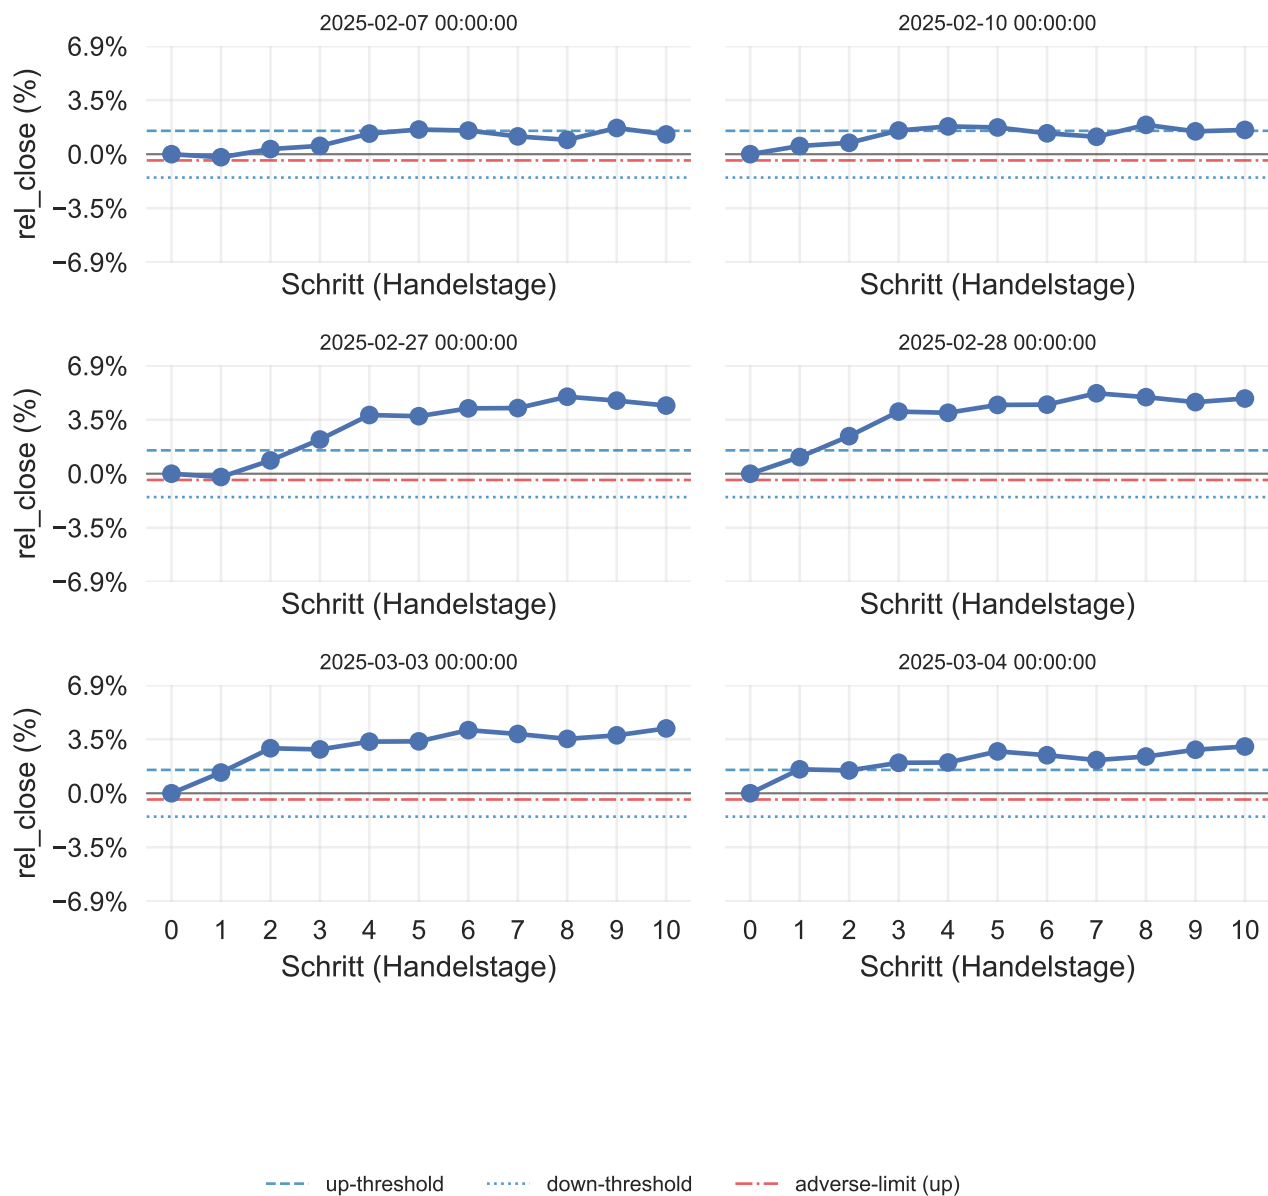 2025-02-07 00:00:00
2025-02-10 00:00:00
6.9%
3.5%
0.0%
−3.5%
−6.9%
rel_close (%)
Schritt (Handelstage)
Schritt (Handelstage)
2025-02-27 00:00:00
2025-02-28 00:00:00
6.9%
3.5%
0.0%
−3.5%
−6.9%
rel_close (%)
Schritt (Handelstage)
Schritt (Handelstage)
2025-03-03 00:00:00
2025-03-04 00:00:00
6.9%
3.5%
0.0%
−3.5%
−6.9%
rel_close (%)
0 1 2 3 4 5 6 7 8 9 10
0 1 2 3 4 5 6 7 8 9 10
Schritt (Handelstage)
Schritt (Handelstage)
up-threshold down-threshold adverse-limit (up)